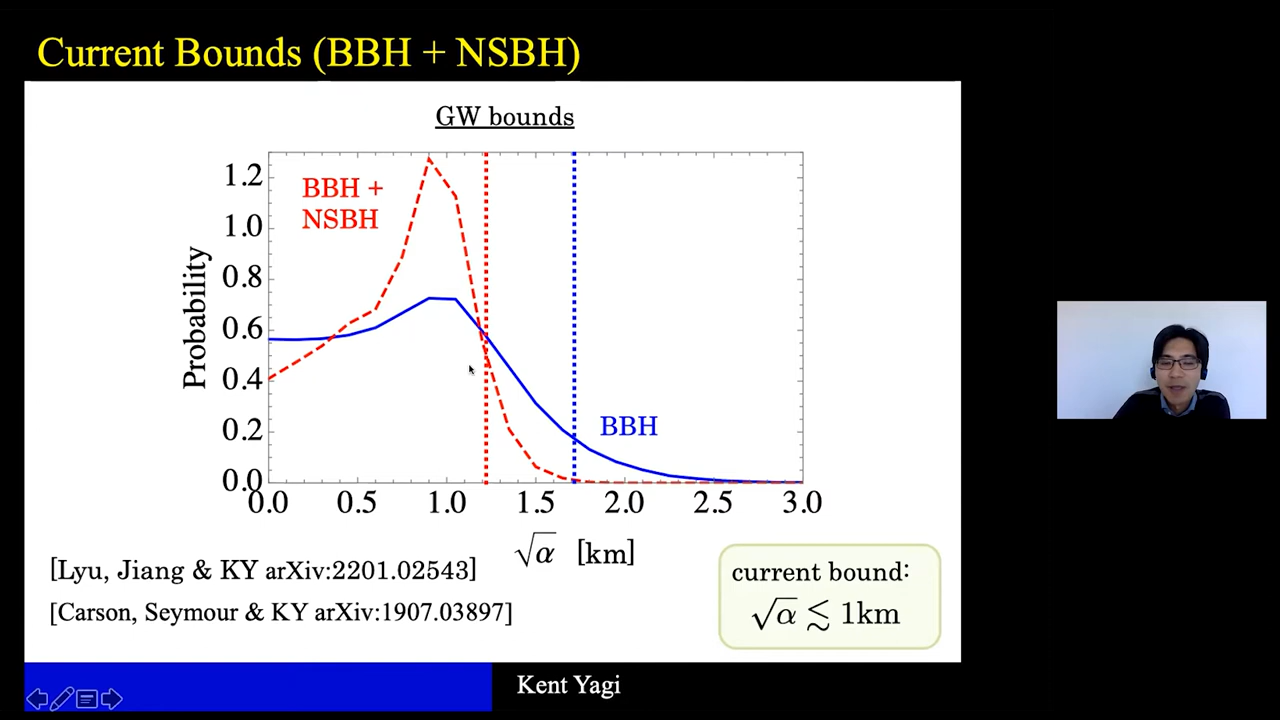 Current Bounds (BBH + NSBH)
GW bounds
BBH +
NSBH
BBH
Probability
1.2
1.0
0.8
0.6
0.4
0.2
0.0
0.0 0.5 1.0 1.5 2.0 2.5 3.0
√α [km]
[Lyu, Jiang & KY arXiv:2201.02543]
[Carson, Seymour & KY arXiv:1907.03897]
current bound:
√α ≲ 1km
Kent Yagi